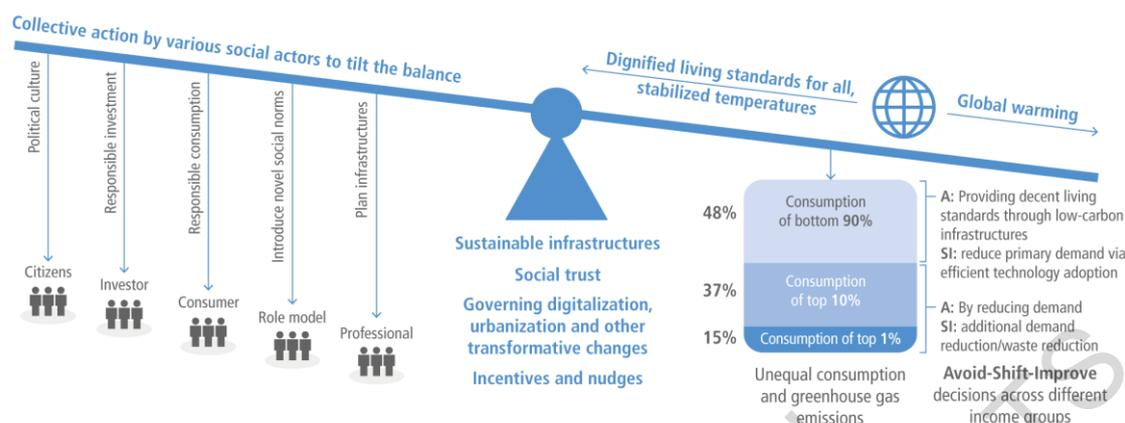 Collective action by various social actors to tilt the balance
Political culture
Responsible investment
Responsible consumption
Introduce novel social norms
Plan infrastructures
Citizens
Investor
Consumer
Role model
Professional
Sustainable infrastructures
Social trust
Governing digitalization,
urbanization and other
transformative changes
Incentives and nudges
Dignified living standards for all,
stabilized temperatures
Global warming
48%
Consumption
of bottom 90%
37%
Consumption
of top 10%
15%
Consumption of top 1%
Unequal consumption
and greenhouse gas
emissions
A: Providing decent living
standards through low-carbon
infrastructures
SI: reduce primary demand via
efficient technology adoption
A: By reducing demand
SI: additional demand
reduction/waste reduction
Avoid-Shift-Improve
decisions across different
income groups
TS